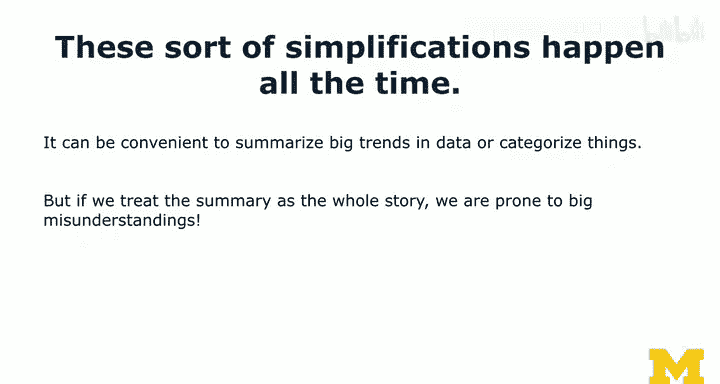 These sort of simplifications happen
all the time.
It can be convenient to summarize big trends in data or categorize things.
But if we treat the summary as the whole story, we are prone to big
misunderstandings!
M